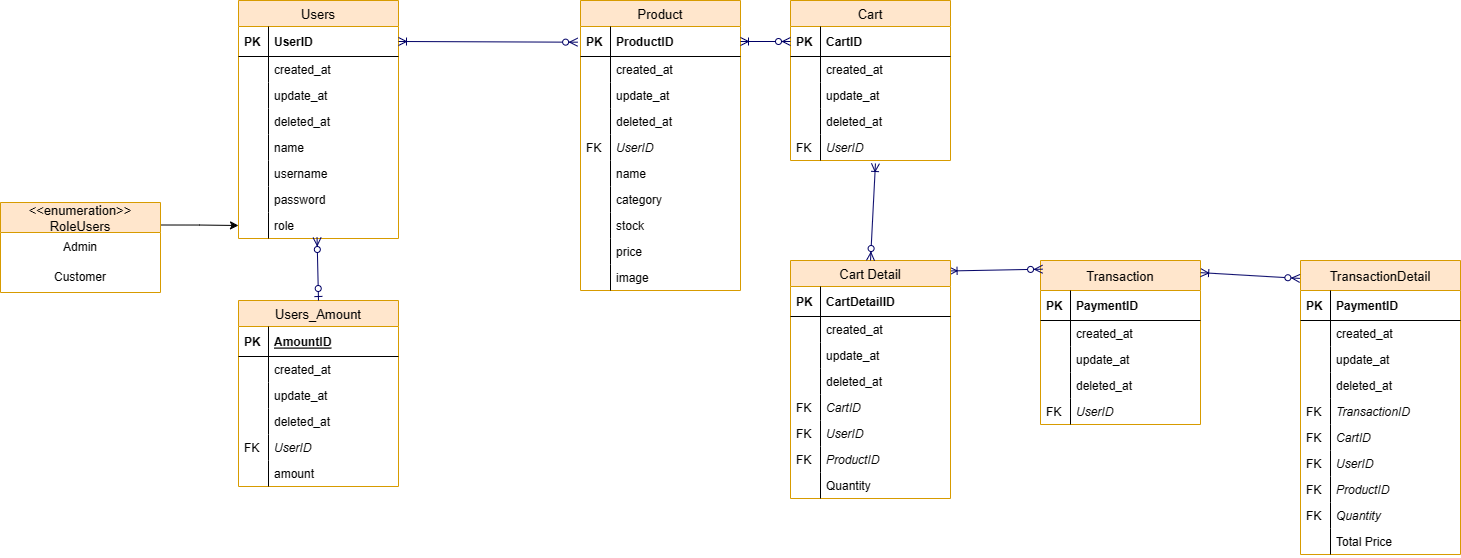 Users
PK UserID
created_at
update_at
deleted_at
name
username
password
role
<<enumeration>>
RoleUsers
Admin
Customer
Users_Amount
PK AmountID
created_at
update_at
deleted_at
FK UserID
amount
Product
PK ProductID
created_at
update_at
deleted_at
FK UserID
name
category
stock
price
image
Cart
PK CartID
created_at
update_at
deleted_at
FK UserID
Cart Detail
PK CartDetailID
created_at
update_at
deleted_at
FK CartID
FK UserID
FK ProductID
Quantity
Transaction
PK PaymentID
created_at
update_at
deleted_at
FK UserID
TransactionDetail
PK PaymentID
created_at
update_at
deleted_at
FK TransactionID
FK CartID
FK UserID
FK ProductID
FK Quantity
Total Price